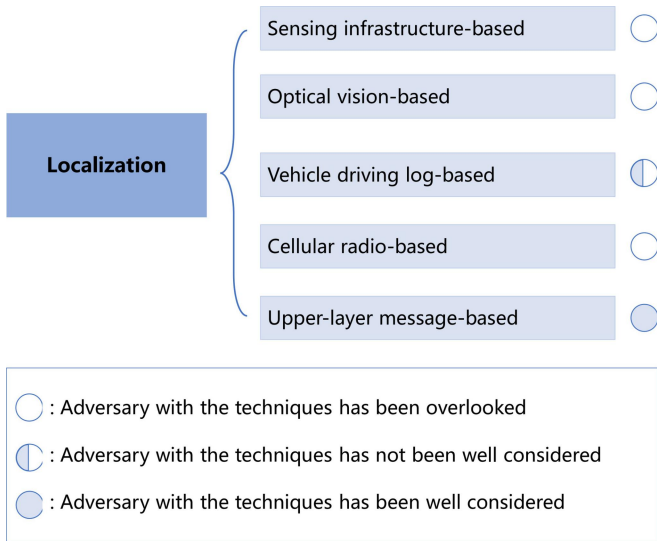 Localization
Sensing infrastructure-based
Optical vision-based
Vehicle driving log-based
Cellular radio-based
Upper-layer message-based
: Adversary with the techniques has been overlooked
: Adversary with the techniques has not been well considered
: Adversary with the techniques has been well considered